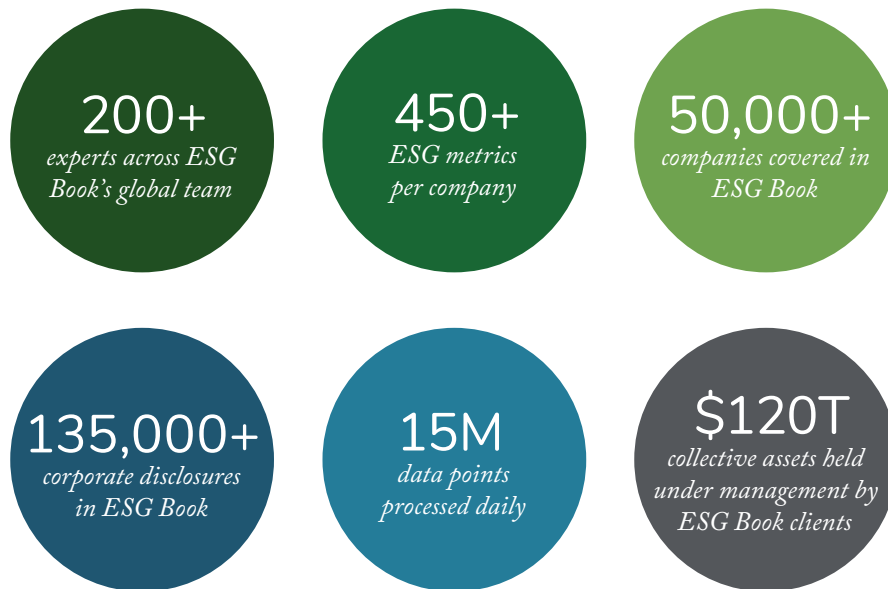 200+
experts across ESG
Book’s global team
450+
ESG metrics
per company
50,000+
companies covered in
ESG Book
135,000+
corporate disclosures
in ESG Book
15M
data points
processed daily
$120T
collective assets held
under management by
ESG Book clients